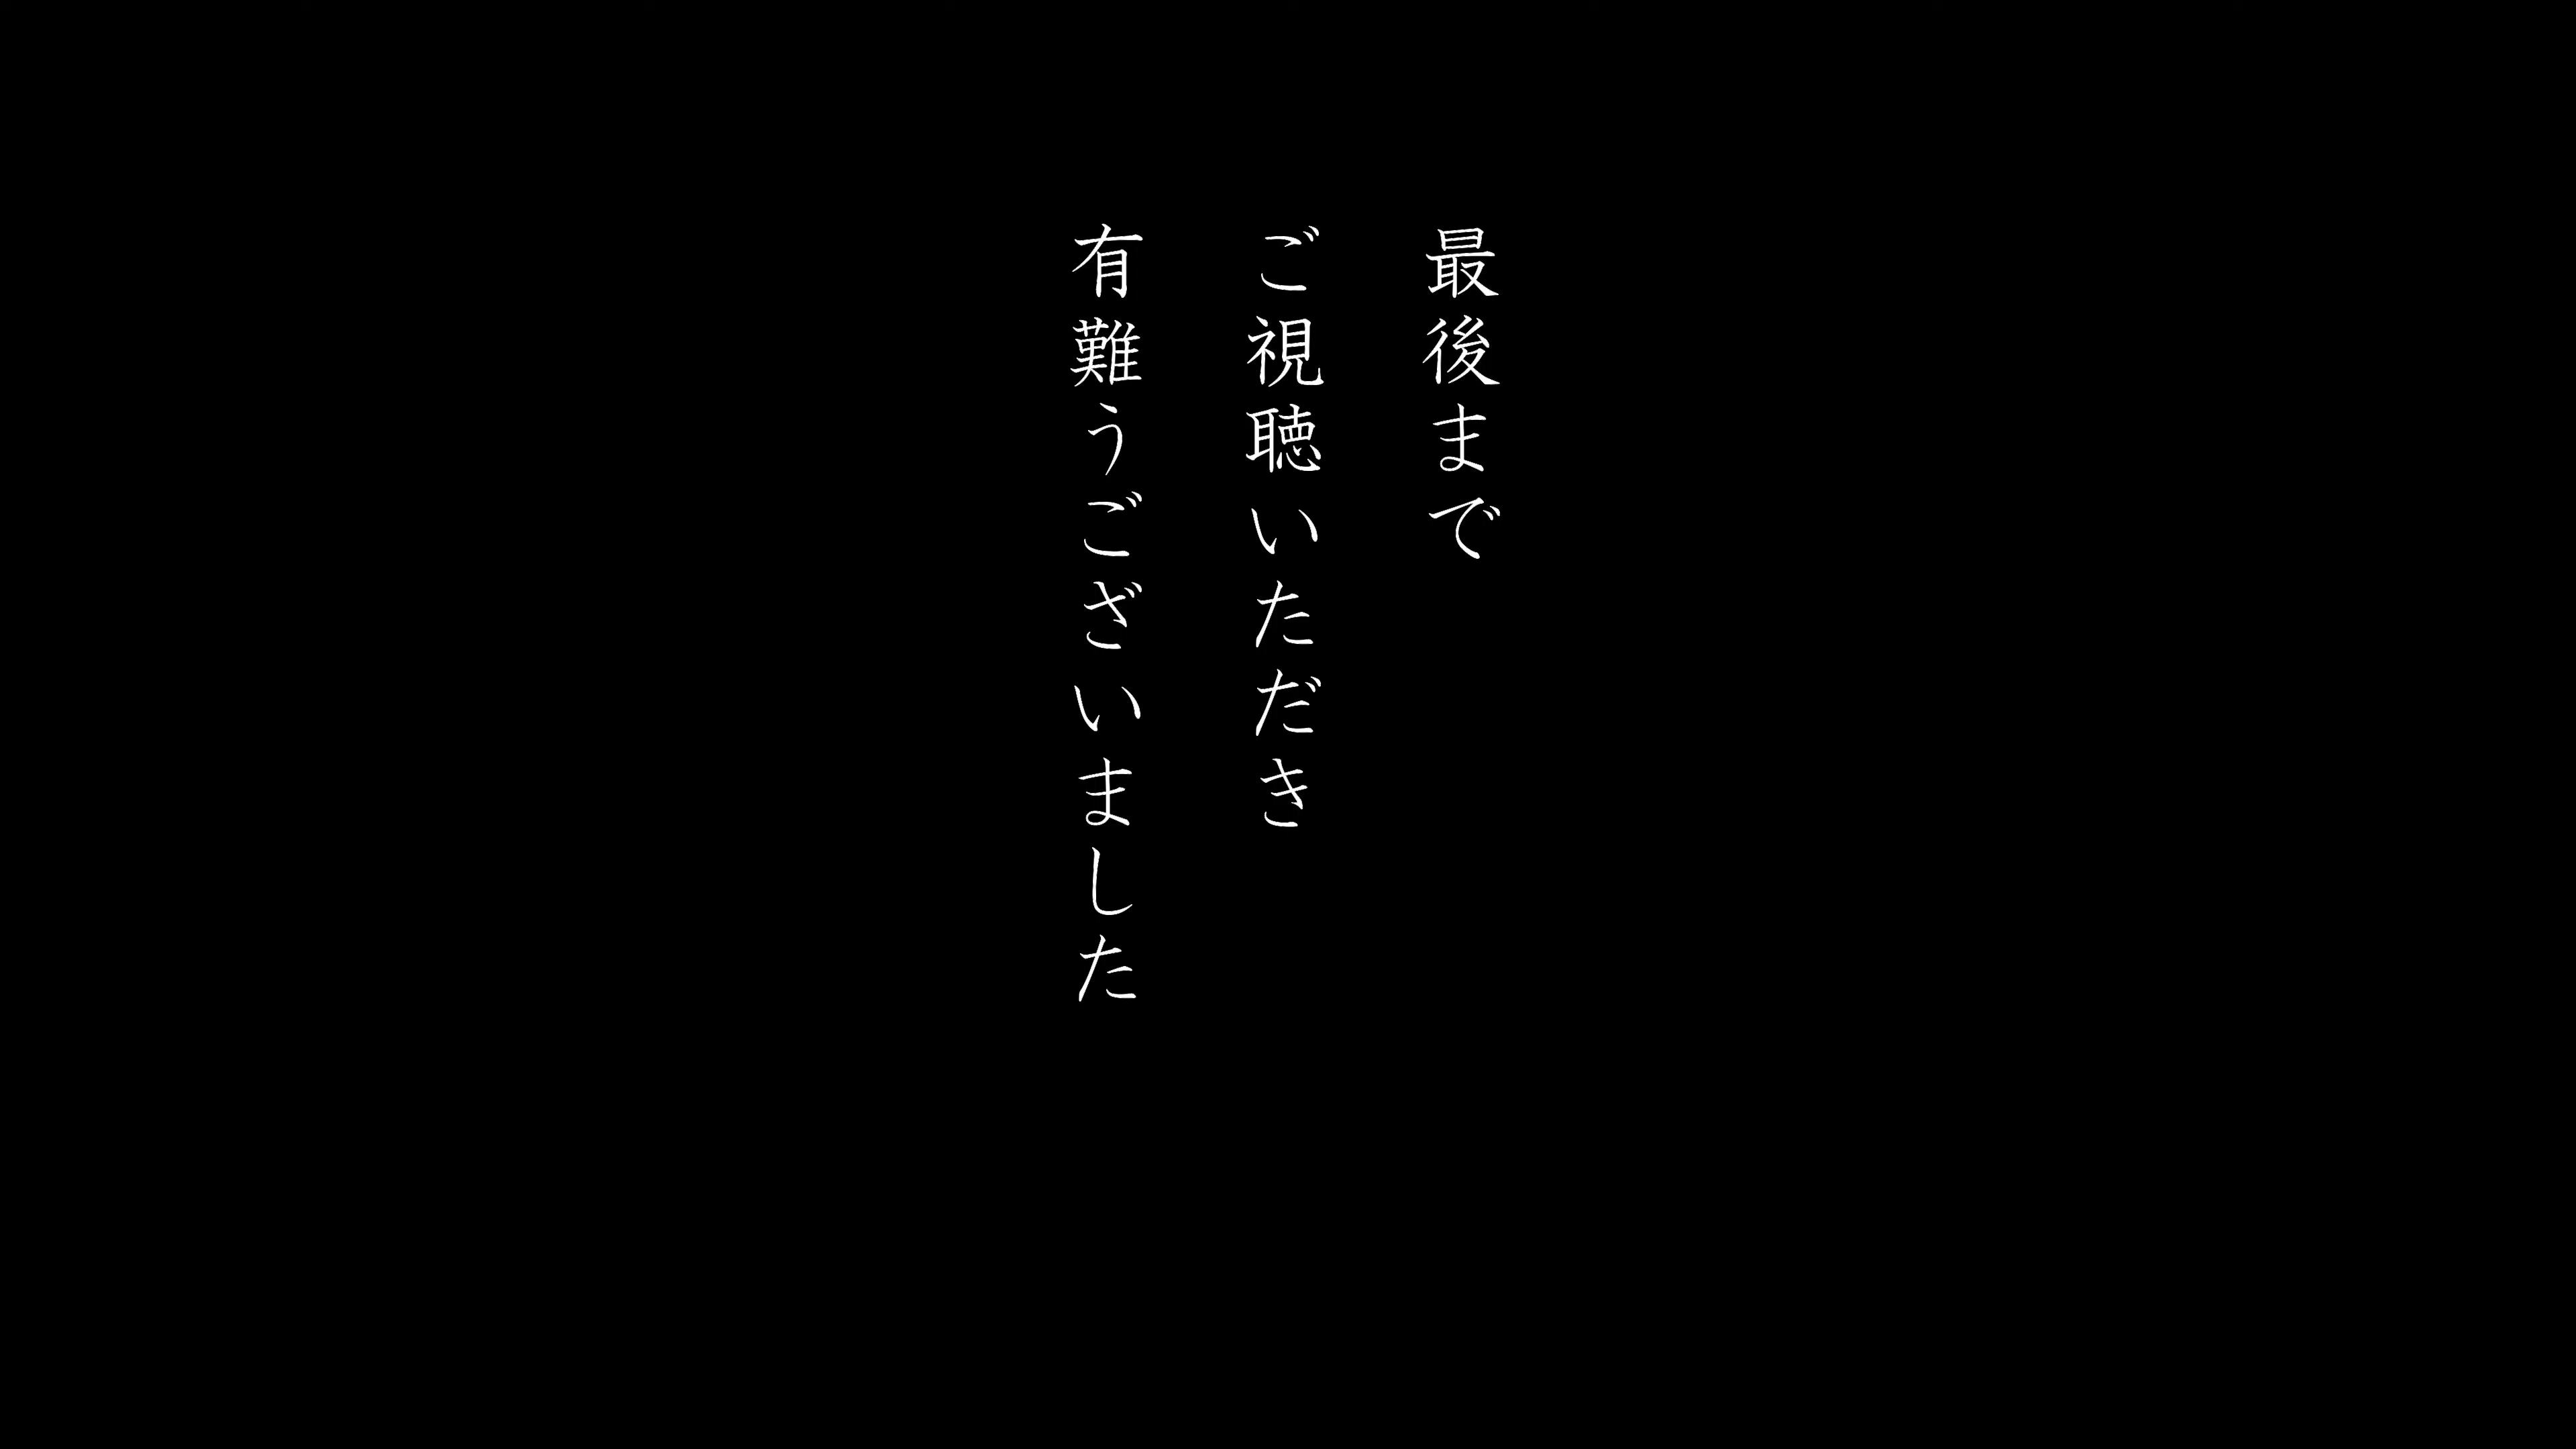 最後まで
ご視聴いただき
有難うございました